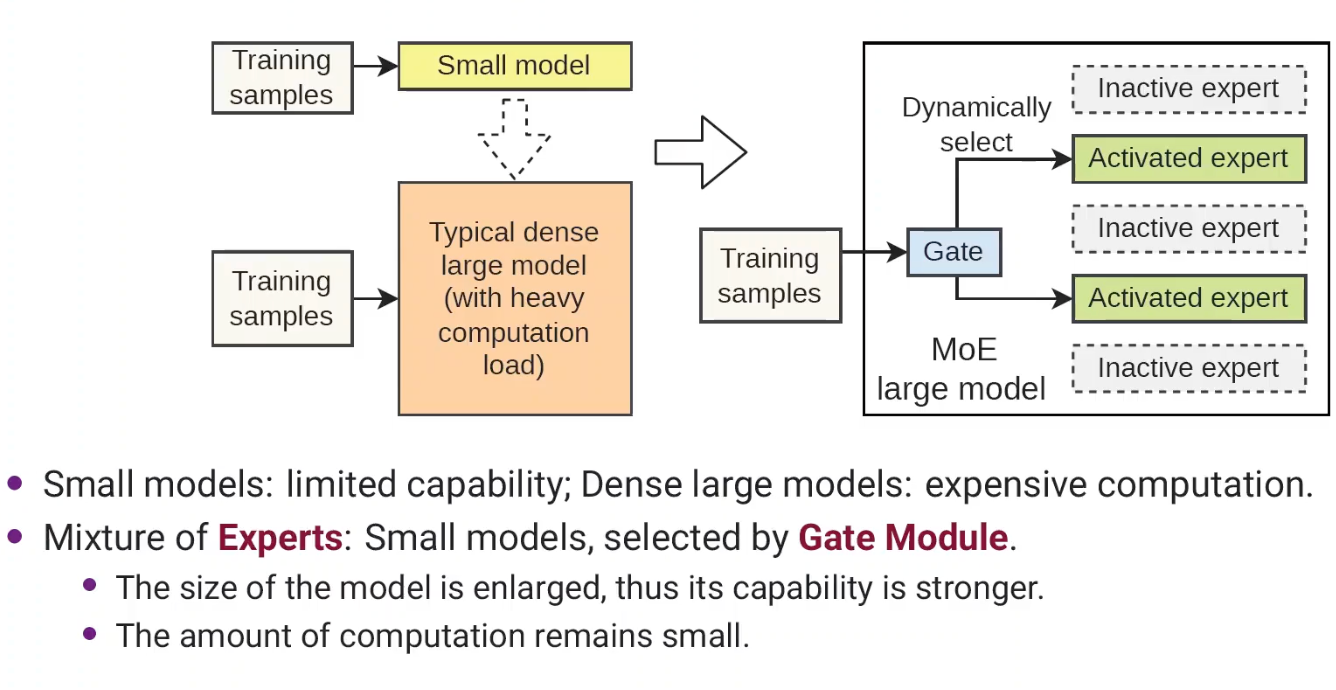 Training
samples
Small model
Typical dense
large model
(with heavy
computation
load)
Training
samples
Training
samples
Gate
Dynamically
select
MoE
large model
Inactive expert
Activated expert
Inactive expert
Activated expert
Inactive expert
Small models: limited capability; Dense large models: expensive computation.
Mixture of Experts: Small models, selected by Gate Module.
The size of the model is enlarged, thus its capability is stronger.
The amount of computation remains small.